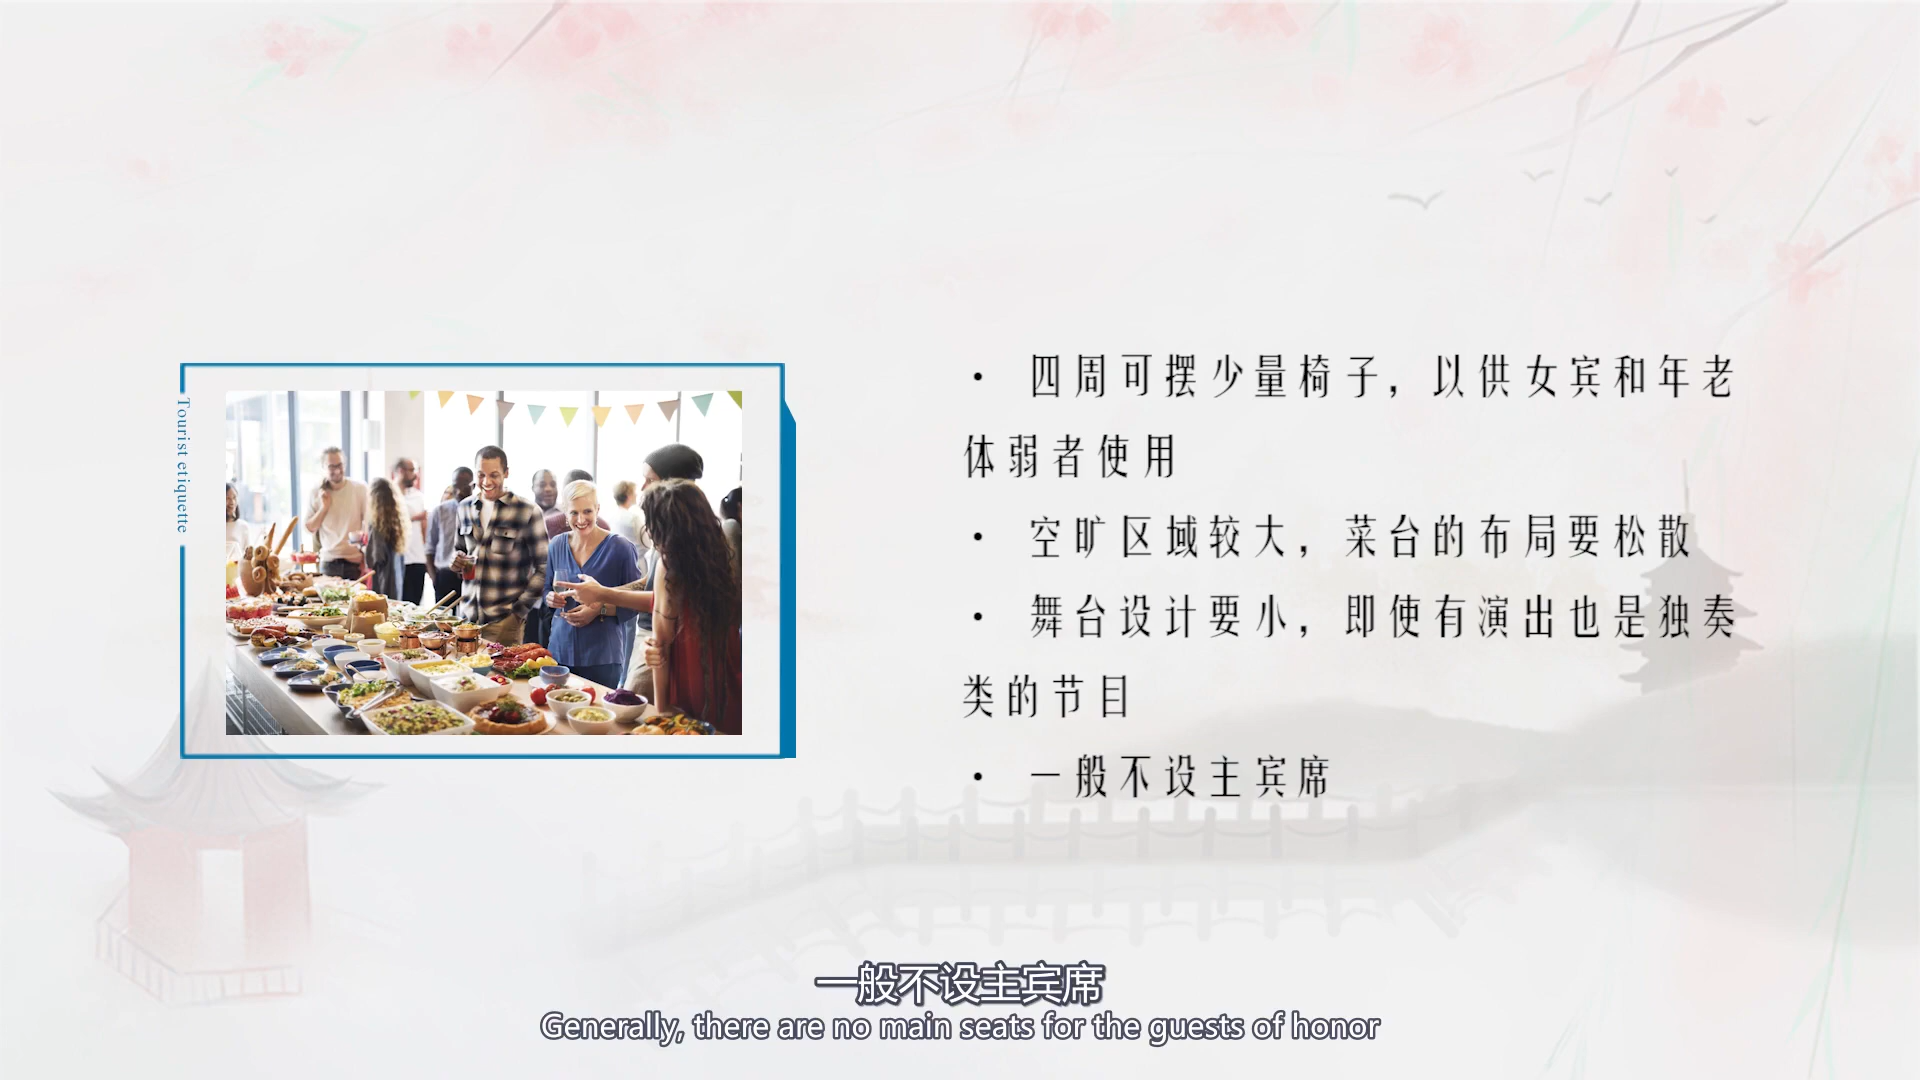 Tourist etiquette
• 四周可摆少量椅子，以供女宾和年老
体弱者使用
• 空旷区域较大，菜台的布局要松散
• 舞台设计要小，即使有演出也是独奏
类的节目
• 一般不设主宾席
一般不设主宾席
Generally, there are no main seats for the guests of honor